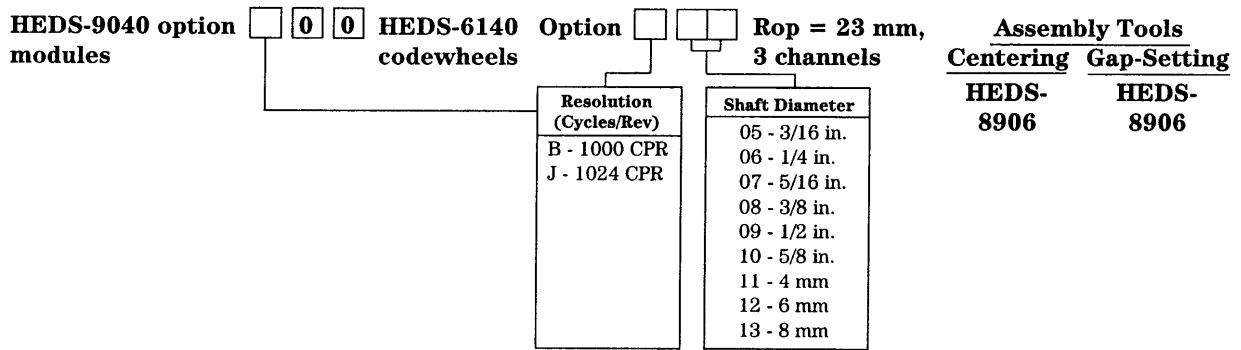 HEDS-9040 option 0 0 HEDS-6140 Option Rop = 23 mm, Assembly Tools
modules codewheels 3 channels Centering Gap-Setting
HEDS- HEDS-
8906 8906
Resolution
(Cycles/Rev)
B - 1000 CPR
J - 1024 CPR
Shaft Diameter
05 - 3/16 in.
06 - 1/4 in.
07 - 5/16 in.
08 - 3/8 in.
09 - 1/2 in.
10 - 5/8 in.
11 - 4 mm
12 - 6 mm
13 - 8 mm